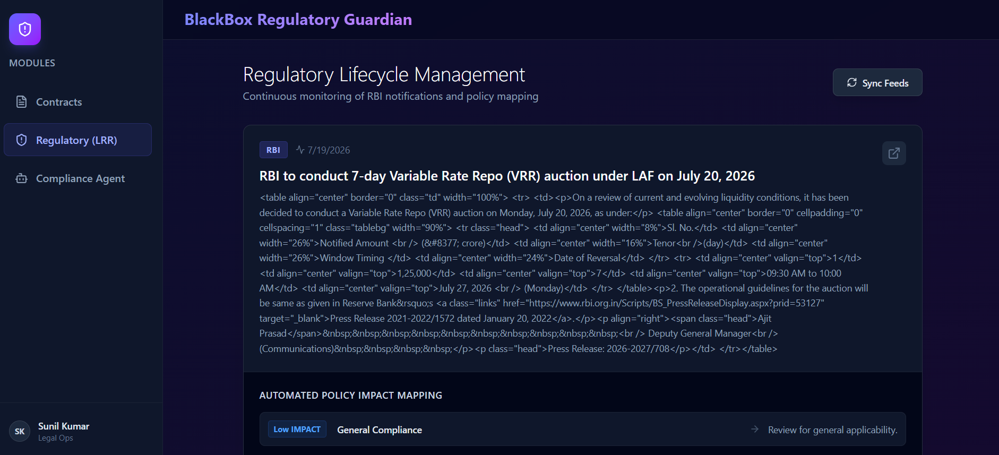 BlackBox Regulatory Guardian
MODULES
Contracts
Regulatory (LRR)
Compliance Agent
Sunil Kumar
SK
Legal Ops
Regulatory Lifecycle Management
Continuous monitoring of RBI notifications and policy mapping
Sync Feeds
RBI
7/19/2026
RBI to conduct 7-day Variable Rate Repo (VRR) auction under LAF on July 20, 2026
<table align="center" border="0" class="td" width="100%"> <tr> <td><p>On a review of current and evolving liquidity conditions, it has been
decided to conduct a Variable Rate Repo (VRR) auction on Monday, July 20, 2026, as under:</p> <table align="center" border="0" cellpadding="0"
cellspacing="1" class="tablebg" width="90%"> <tr class="head"> <td align="center" width="8%">Sl. No.</td> <td align="center"
width="26%">Notified Amount <br /> (&#8377; crore)</td> <td align="center" width="16%">Tenor<br />(day)</td> <td align="center"
width="26%">Window Timing </td> <td align="center" width="24%">Date of Reversal</td> </tr> <tr> <td align="center" valign="top">1</td>
<td align="center" valign="top">1,25,000</td> <td align="center" valign="top">7</td> <td align="center" valign="top">09:30 AM to 10:00
AM</td> <td align="center" valign="top">July 27, 2026 <br /> (Monday)</td> </tr> </table><p>2. The operational guidelines for the auction will
be same as given in Reserve Bank&rsquo;s <a class="links" href="https://www.rbi.org.in/Scripts/BS_PressReleaseDisplay.aspx?prid=53127"
target="_blank">Press Release 2021-2022/1572 dated January 20, 2022</a>.</p><p align="right"><span class="head">Ajit
Prasad</span>&nbsp;&nbsp;&nbsp;&nbsp;&nbsp;&nbsp;&nbsp;&nbsp;&nbsp;&nbsp;<br /> Deputy General Manager<br />
(Communications)&nbsp;&nbsp;&nbsp;&nbsp;</p><p class="head">Press Release: 2026-2027/708</p></td> </tr></table>
AUTOMATED POLICY IMPACT MAPPING
Low IMPACT
General Compliance
Review for general applicability.